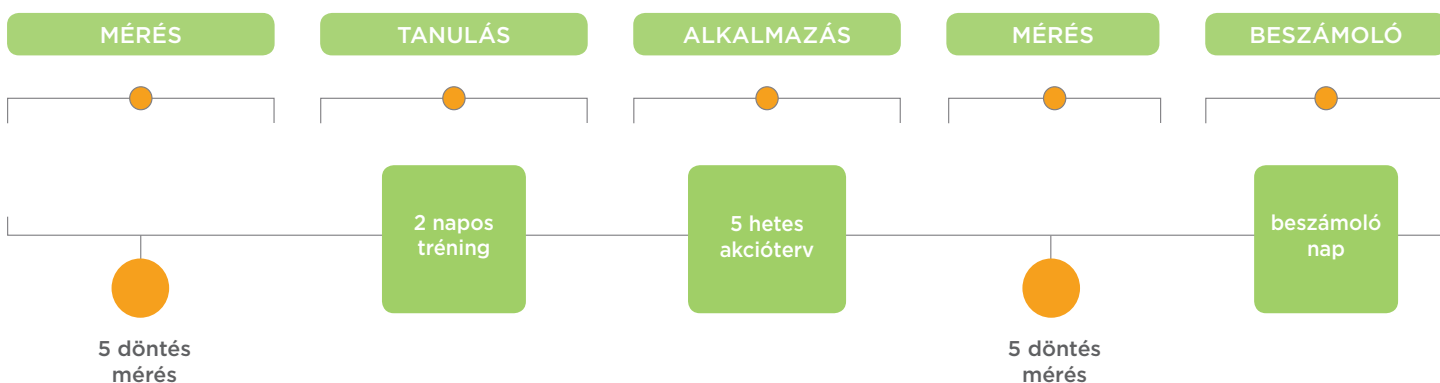 MÉRÉS
TANULÁS
ALKALMAZÁS
MÉRÉS
BESZÁMOLÓ
2 napos
tréning
5 hetes
akcióterv
beszámoló
nap
5 döntés
mérés
5 döntés
mérés